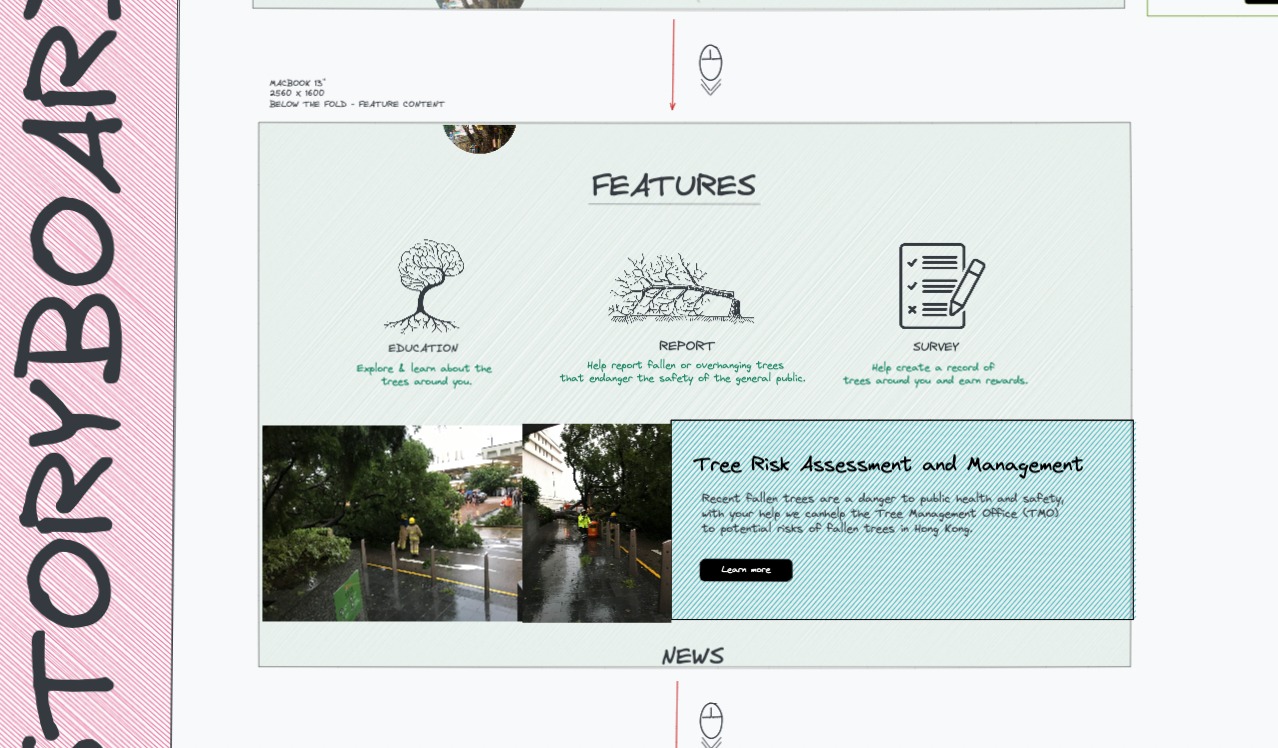 STORYBOARD
MACBOOK 13"
2560 x 1600
BELOW THE FOLD - FEATURE CONTENT
FEATURES
EDUCATION
Explore & learn about the
trees around you.
REPORT
Help report fallen or overhanging trees
that endanger the safety of the general public.
SURVEY
Help create a record of
trees around you and earn rewards.
Tree Risk Assessment and Management
Recent fallen trees are a danger to public health and safety,
with your help we canhelp the Tree Management Office (TMO)
to potential risks of fallen trees in Hong Kong.
Learn more
NEWS